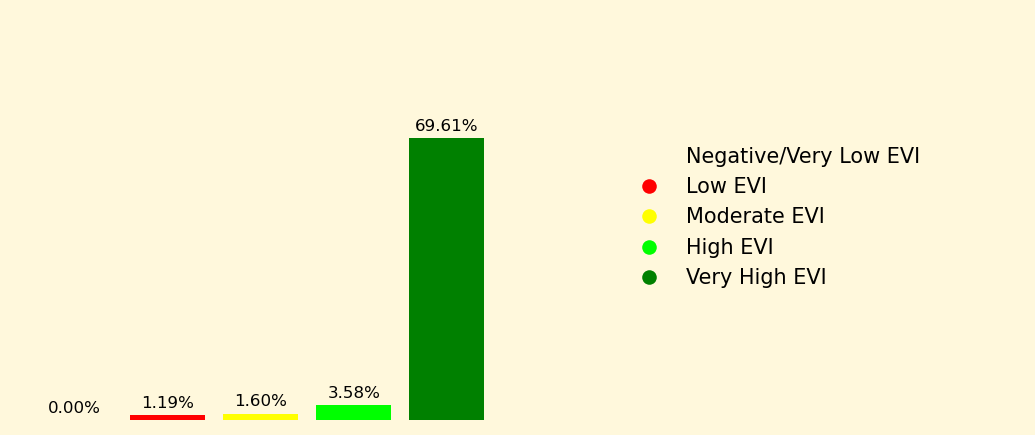 69.61%
3.58%
1.60%
1.19%
0.00%
Negative/Very Low EVI
Low EVI
Moderate EVI
High EVI
Very High EVI